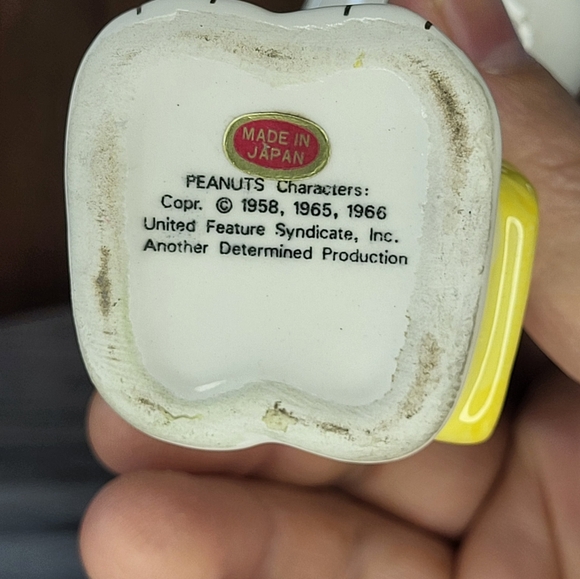 MADE IN
JAPAN
PEANUTS Characters:
Copr. © 1958, 1965, 1966
United Feature Syndicate, Inc.
Another Determined Production